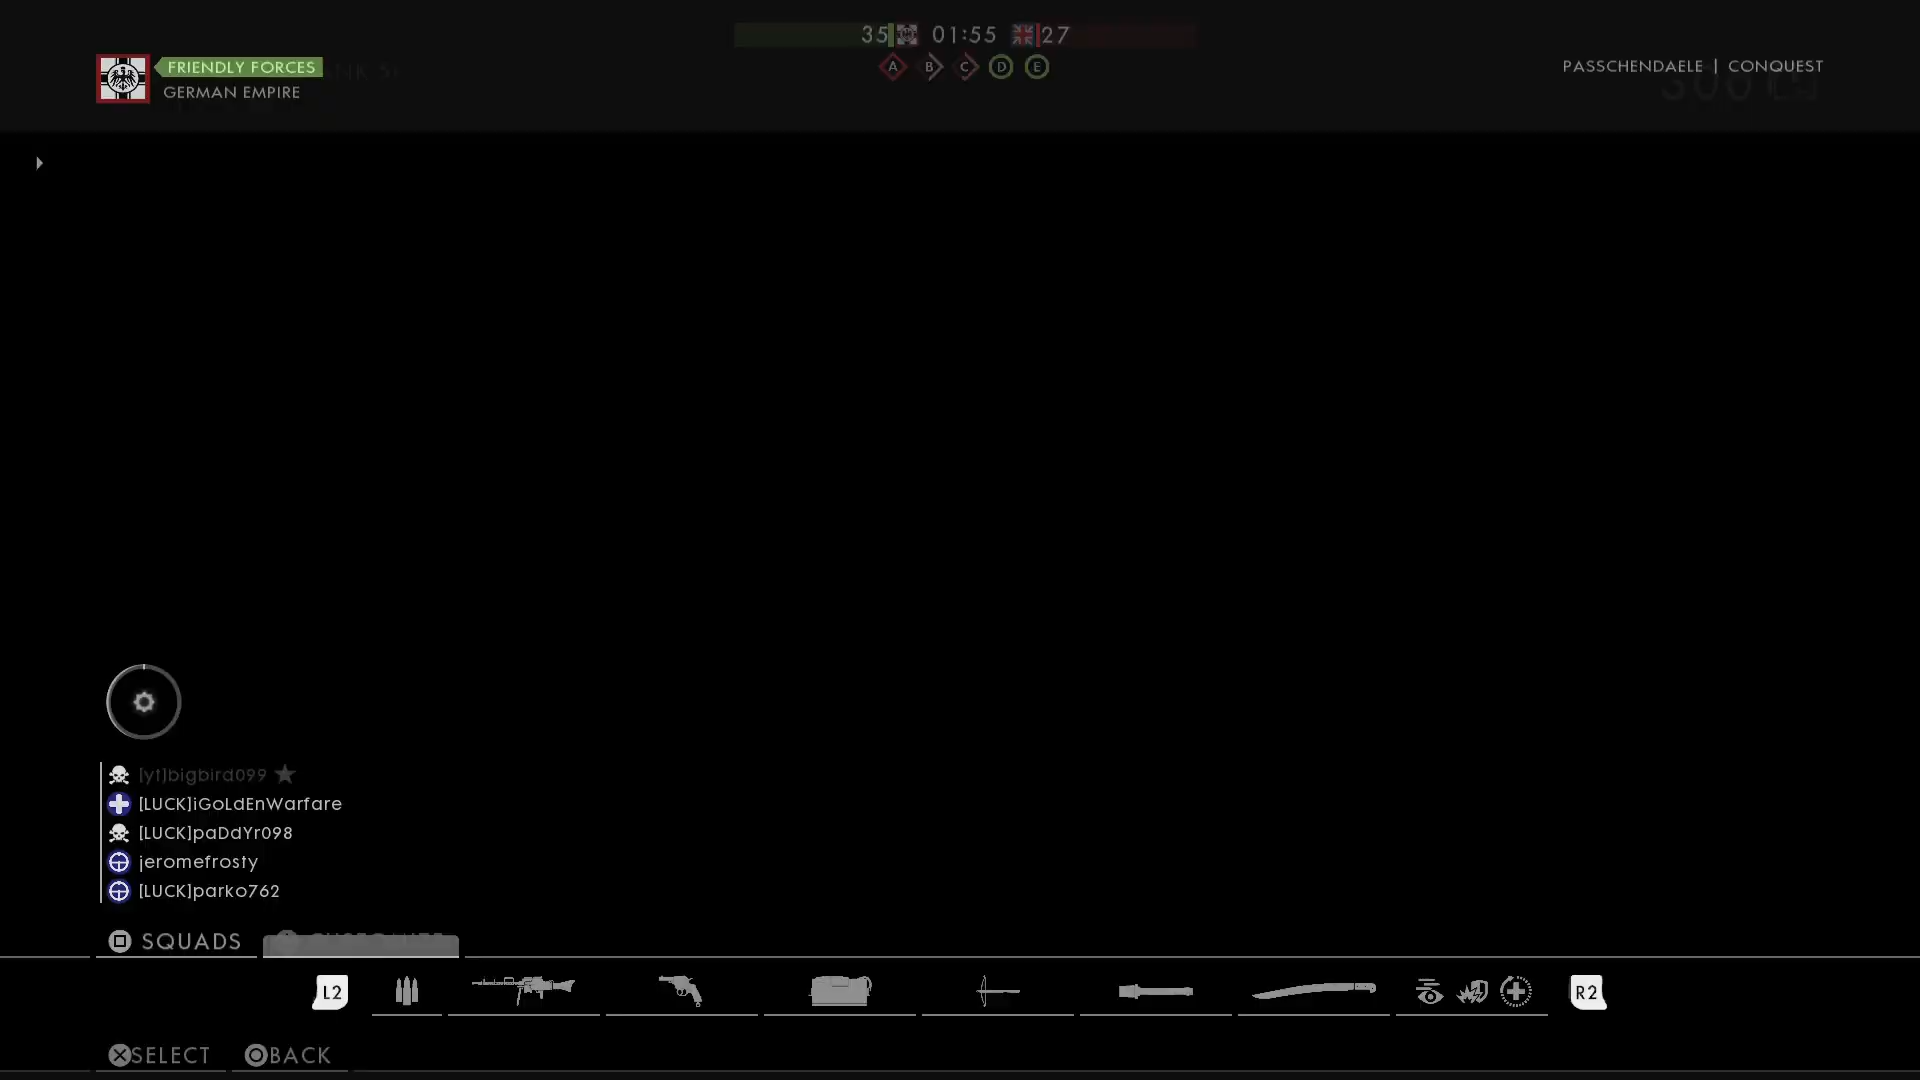 35 01:55 27
FRIENDLY FORCES
GERMAN EMPIRE
A B C D E
PASSCHENDAELE | CONQUEST
[yt]bigbird099
[LUCK]iGoLdEnWarfare
[LUCK]paDdYr098
jeromefrosty
[LUCK]parko762
SQUADS
L2
R2
SELECT BACK